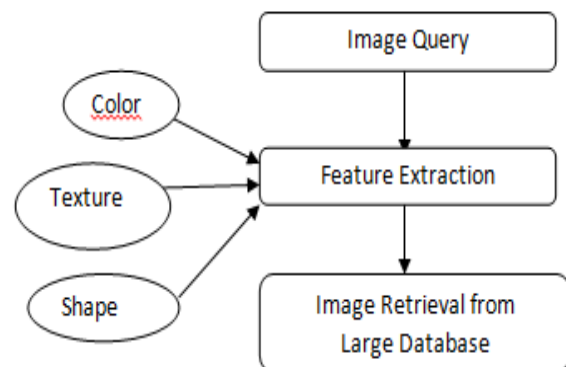 Image Query
Color
Feature Extraction
Texture
Shape
Image Retrieval from
Large Database